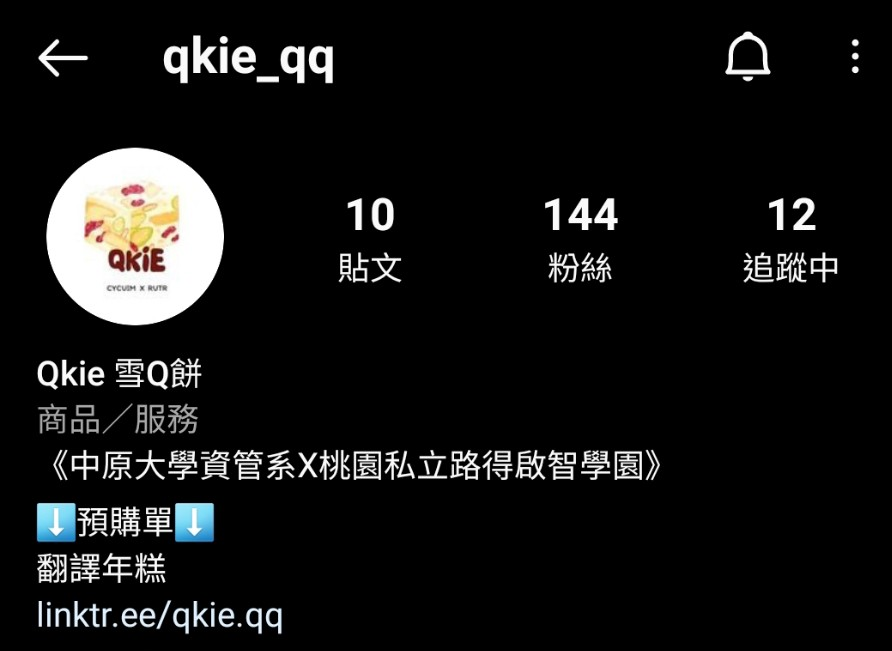 qkie_qq
QKiE
CYCUIM X RUTR
10
貼文
144
粉絲
12
追蹤中
Qkie 雪Q餅
商品／服務
《中原大學資管系X桃園私立路得啟智學園》
⬇️預購單⬇️
翻譯年糕
linktr.ee/qkie.qq